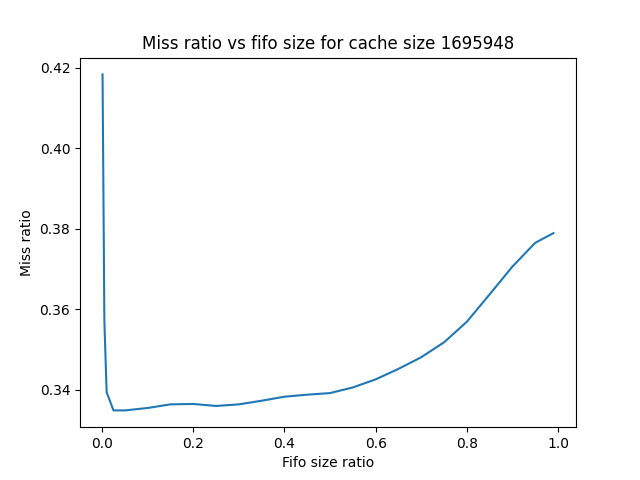 Miss ratio vs fifo size for cache size 1695948
0.42
0.40
0.38
0.36
0.34
Miss ratio
0.0 0.2 0.4 0.6 0.8 1.0
Fifo size ratio